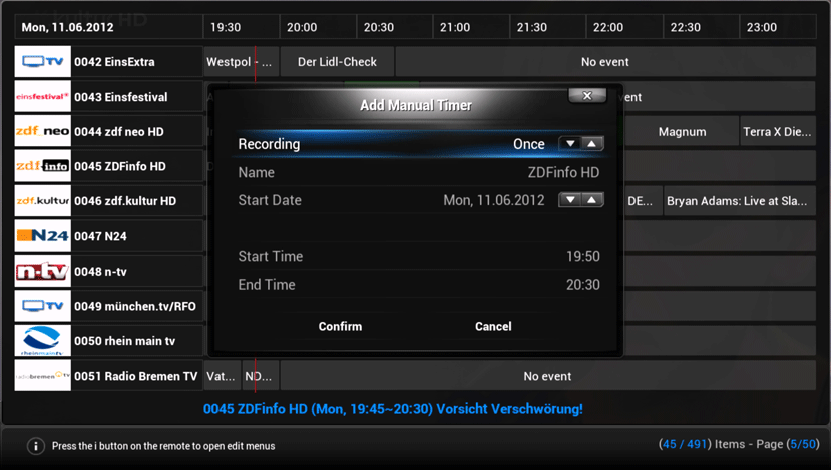 Mon, 11.06.2012 19:30 20:00 20:30 21:00 21:30 22:00 22:30 23:00
TV 0042 EinsExtra Westpol - ... Der Lidl-Check No event
einsfestival 0043 Einsfestival
zdf neo 0044 zdf neo HD Magnum Terra X Die...
zdf info 0045 ZDFinfo HD
zdf.kultur 0046 zdf.kultur HD DE... Bryan Adams: Live at Sla...
N24 0047 N24
n-tv 0048 n-tv
TV 0049 münchen.tv/RFO
rheinmaintv 0050 rhein main tv
radiobremen TV 0051 Radio Bremen TV Vat... ND... No event
Add Manual Timer
Recording Once
Name ZDFinfo HD
Start Date Mon, 11.06.2012
Start Time 19:50
End Time 20:30
Confirm Cancel
0045 ZDFinfo HD (Mon, 19:45~20:30) Vorsicht Verschwörung!
i Press the i button on the remote to open edit menus (45 / 491) Items - Page (5/50)